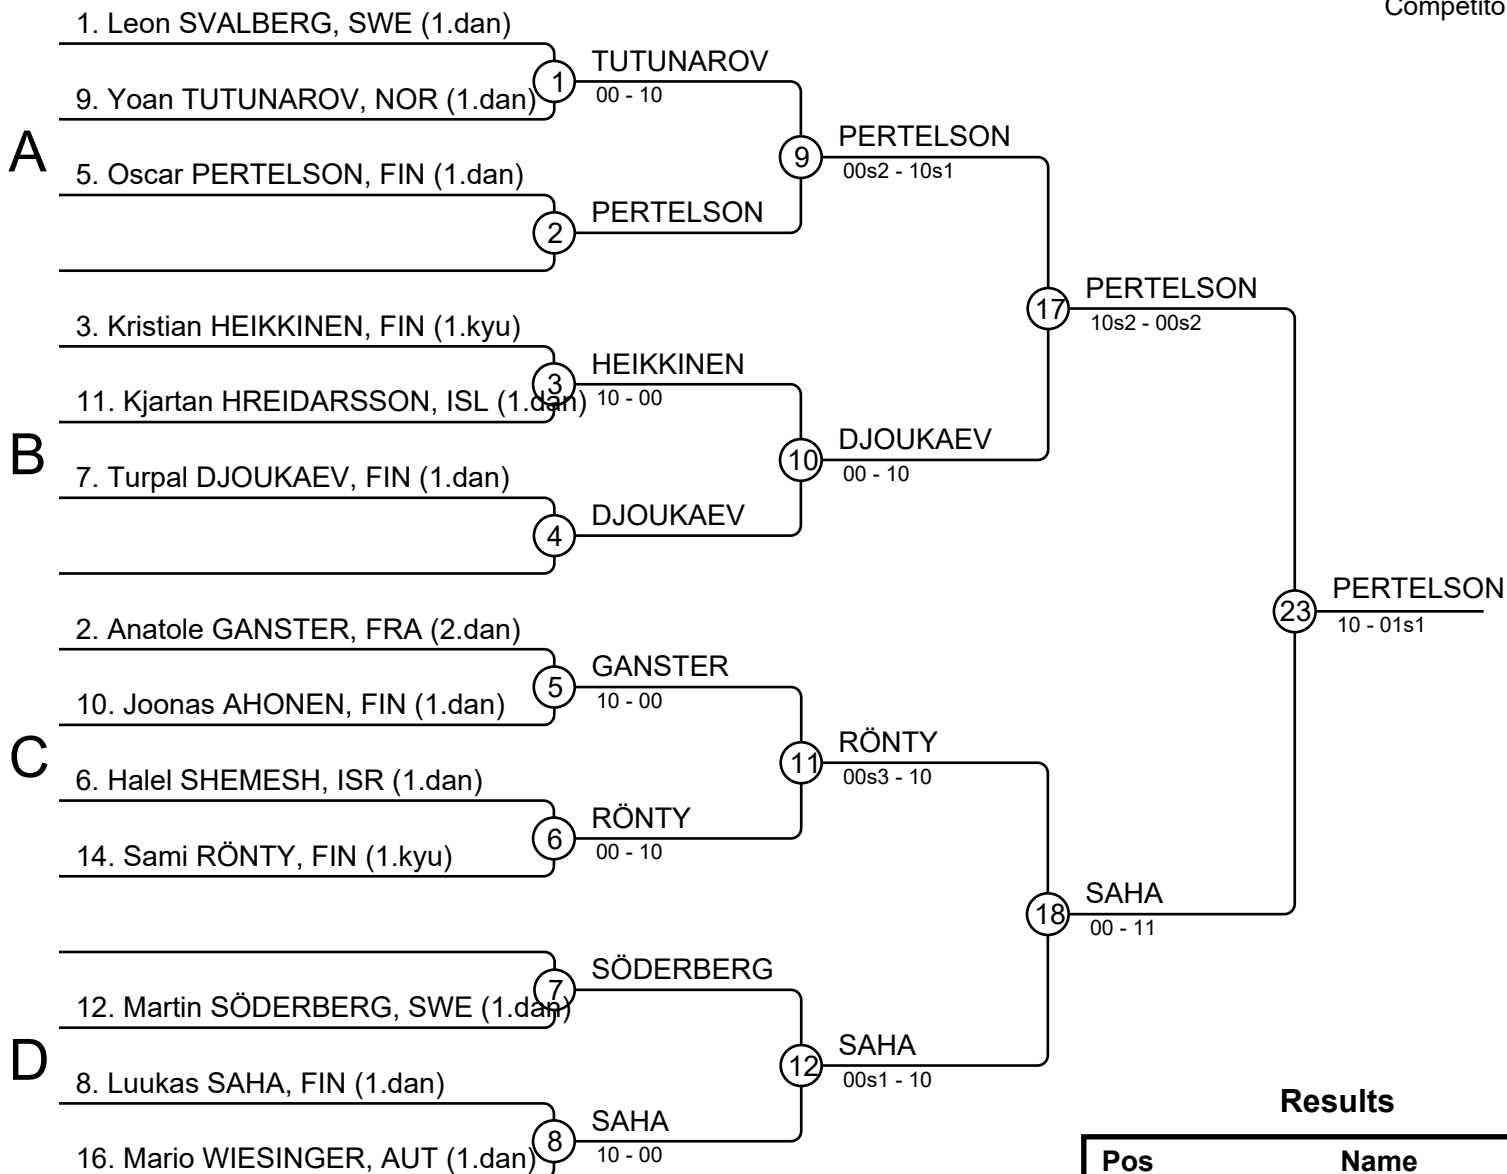 Competito
1. Leon SVALBERG, SWE (1.dan)
1
TUTUNAROV
00 - 10
9. Yoan TUTUNAROV, NOR (1.dan)
A
9
PERTELSON
00s2 - 10s1
5. Oscar PERTELSON, FIN (1.dan)
2
PERTELSON
17
PERTELSON
10s2 - 00s2
3. Kristian HEIKKINEN, FIN (1.kyu)
3
HEIKKINEN
10 - 00
11. Kjartan HREIDARSSON, ISL (1.dan)
B
10
DJOUKAEV
00 - 10
7. Turpal DJOUKAEV, FIN (1.dan)
4
DJOUKAEV
23
PERTELSON
10 - 01s1
2. Anatole GANSTER, FRA (2.dan)
5
GANSTER
10 - 00
10. Joonas AHONEN, FIN (1.dan)
C
11
RÖNTY
00s3 - 10
6. Halel SHEMESH, ISR (1.dan)
6
RÖNTY
00 - 10
14. Sami RÖNTY, FIN (1.kyu)
18
SAHA
00 - 11
7
SÖDERBERG
12. Martin SÖDERBERG, SWE (1.dan)
D
12
SAHA
00s1 - 10
8. Luukas SAHA, FIN (1.dan)
8
SAHA
10 - 00
16. Mario WIESINGER, AUT (1.dan)
Results
Pos Name